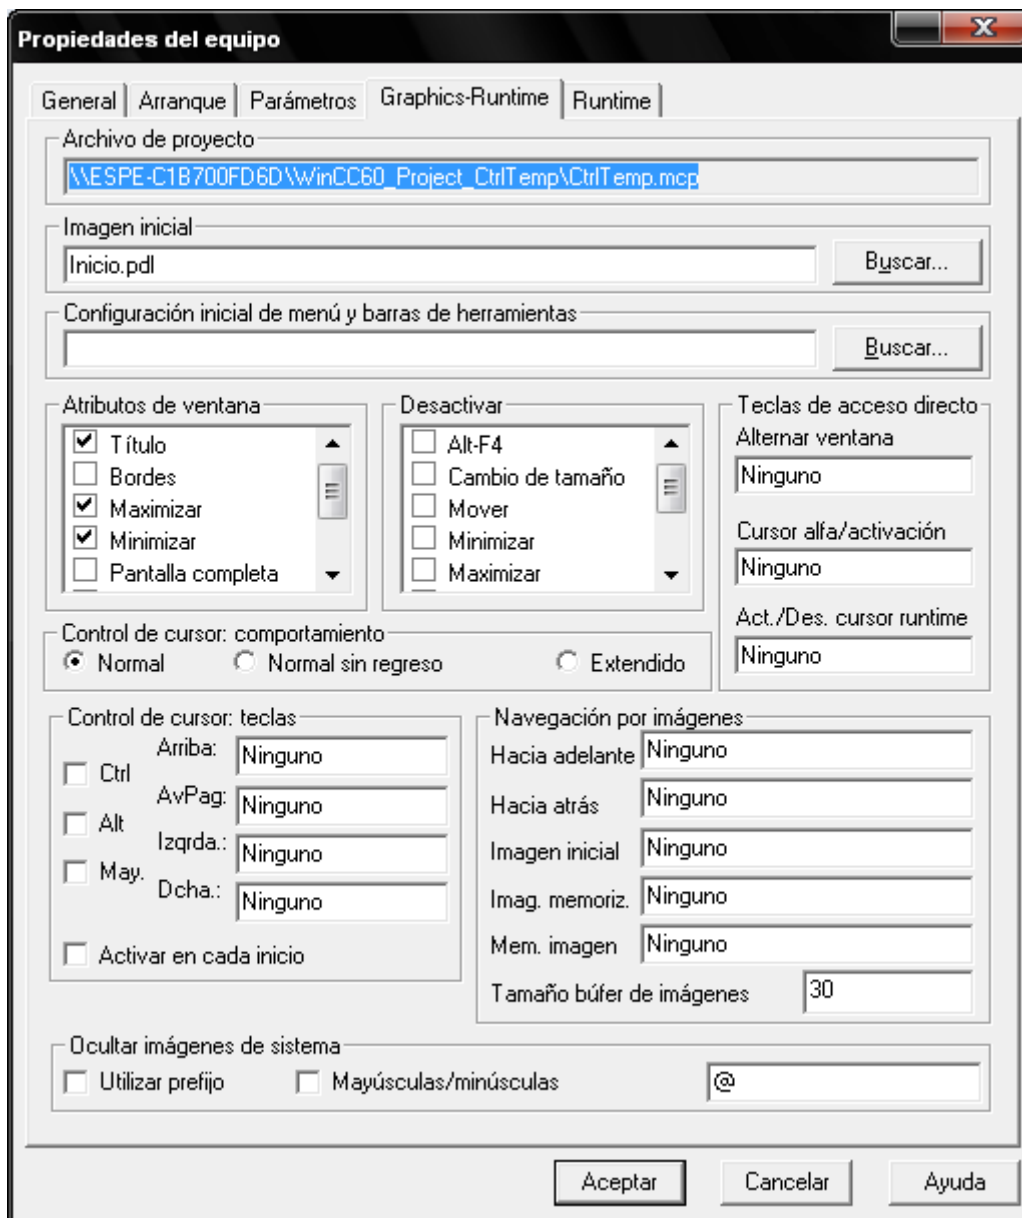 Propiedades del equipo
General Arranque Parámetros Graphics-Runtime Runtime
Archivo de proyecto
\\ESPE-C1B700FD6D\WinCC60_Project_CtrlTemp\CtrlTemp.mcp
Imagen inicial
Inicio.pdl
Buscar...
Configuración inicial de menú y barras de herramientas
Buscar...
Atributos de ventana
Título
Bordes
Maximizar
Minimizar
Pantalla completa
Desactivar
Alt-F4
Cambio de tamaño
Mover
Minimizar
Maximizar
Teclas de acceso directo
Alternar ventana
Ninguno
Cursor alfa/activación
Ninguno
Act./Des. cursor runtime
Ninguno
Control de cursor: comportamiento
Normal Normal sin regreso Extendido
Control de cursor: teclas
Ctrl
Alt
May.
Arriba: Ninguno
AvPag: Ninguno
Izqrda.: Ninguno
Dcha.: Ninguno
Activar en cada inicio
Navegación por imágenes
Hacia adelante Ninguno
Hacia atrás Ninguno
Imagen inicial Ninguno
Imag. memoriz. Ninguno
Mem. imagen Ninguno
Tamaño búfer de imágenes 30
Ocultar imágenes de sistema
Utilizar prefijo Mayúsculas/minúsculas @
Aceptar Cancelar Ayuda